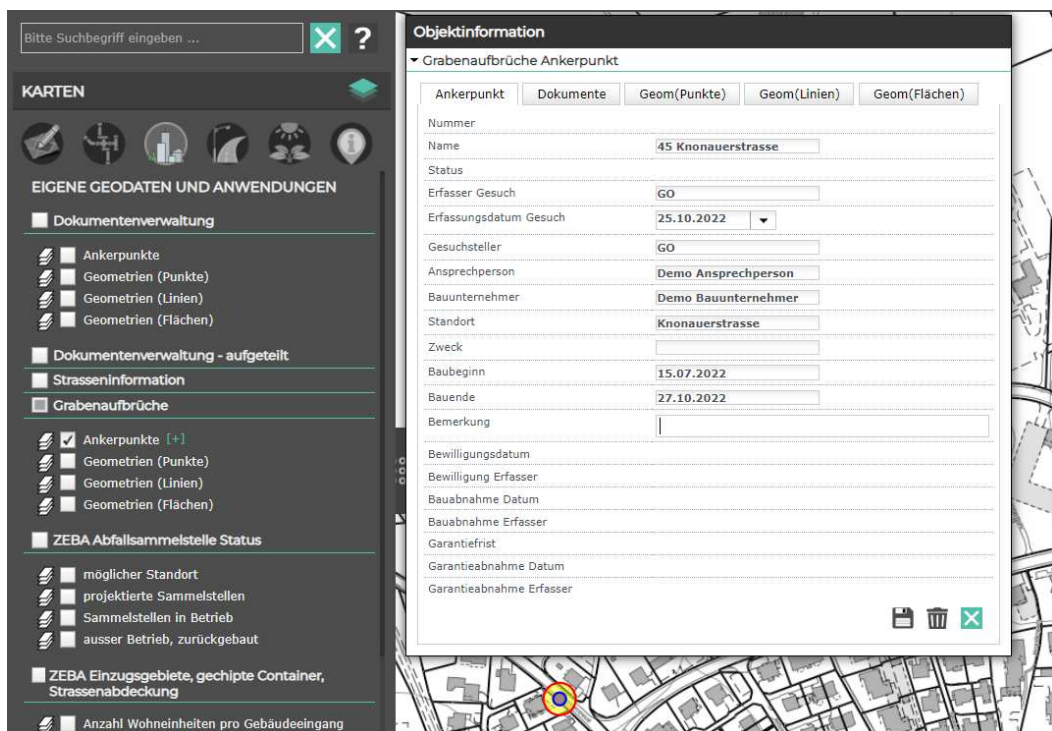 Bitte Suchbegriff eingeben ...
?
KARTEN
EIGENE GEODATEN UND ANWENDUNGEN
Dokumentenverwaltung
Ankerpunkte
Geometrien (Punkte)
Geometrien (Linien)
Geometrien (Flächen)
Dokumentenverwaltung - aufgeteilt
Strasseninformation
Grabenaufbrüche
Ankerpunkte [+]
Geometrien (Punkte)
Geometrien (Linien)
Geometrien (Flächen)
ZEBA Abfallsammelstelle Status
möglicher Standort
projektierte Sammelstellen
Sammelstellen in Betrieb
ausser Betrieb, zurückgebaut
ZEBA Einzugsgebiete, gechipte Container,
Strassenabdeckung
Anzahl Wohneinheiten pro Gebäudeeingang
Objektinformation
Grabenaufbrüche Ankerpunkt
Ankerpunkt Dokumente Geom(Punkte) Geom(Linien) Geom(Flächen)
Nummer
Name 45 Knonauerstrasse
Status
Erfasser Gesuch GO
Erfassungsdatum Gesuch 25.10.2022
Gesuchsteller GO
Ansprechperson Demo Ansprechperson
Bauunternehmer Demo Bauunternehmer
Standort Knonauerstrasse
Zweck
Baubeginn 15.07.2022
Bauende 27.10.2022
Bemerkung
Bewilligungsdatum
Bewilligung Erfasser
Bauabnahme Datum
Bauabnahme Erfasser
Garantiefrist
Garantieabnahme Datum
Garantieabnahme Erfasser